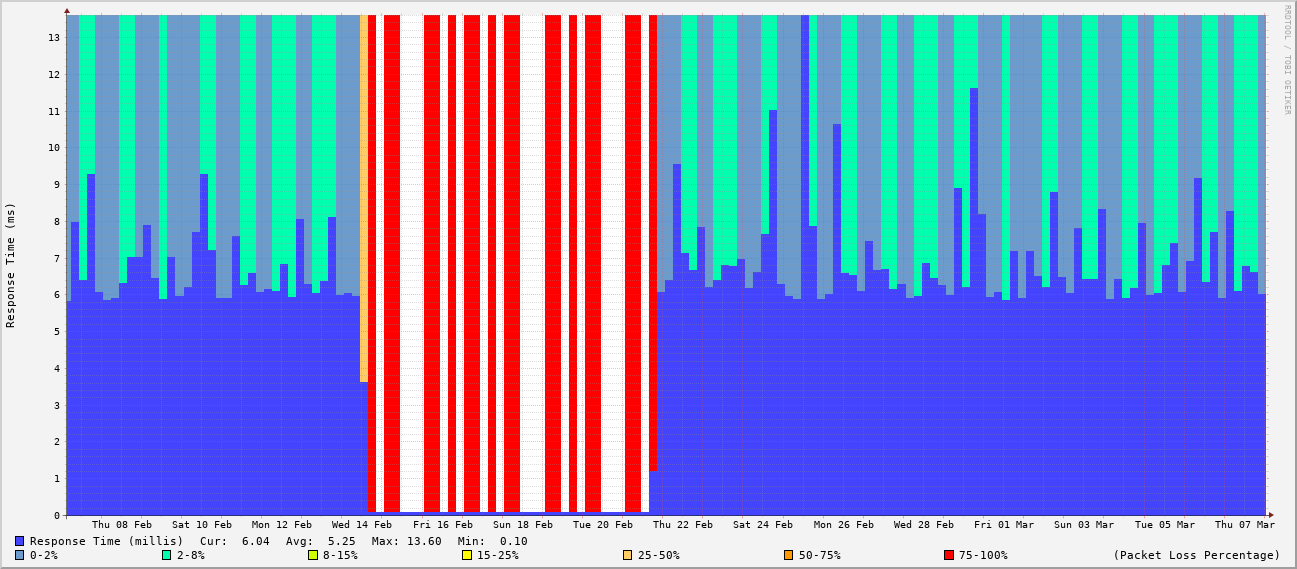 RRDTOOL / TOBI OETIKER
Response Time (ms)
13
12
11
10
9
8
7
6
5
4
3
2
1
0
Thu 08 Feb Sat 10 Feb Mon 12 Feb Wed 14 Feb Fri 16 Feb Sun 18 Feb Tue 20 Feb Thu 22 Feb Sat 24 Feb Mon 26 Feb Wed 28 Feb Fri 01 Mar Sun 03 Mar Tue 05 Mar Thu 07 Mar
Response Time (millis) Cur: 6.04 Avg: 5.25 Max: 13.60 Min: 0.10
0-2% 2-8% 8-15% 15-25% 25-50% 50-75% 75-100% (Packet Loss Percentage)